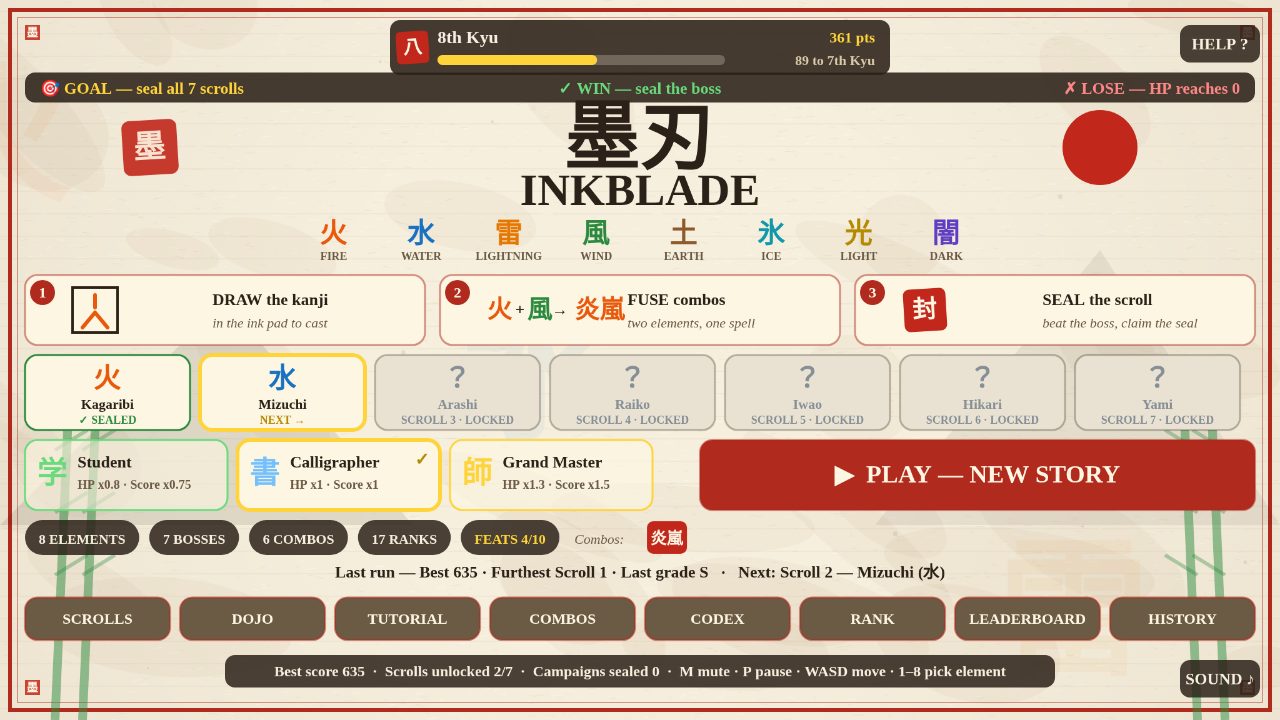 墨
八 8th Kyu 361 pts
89 to 7th Kyu
HELP ?
🎯 GOAL — seal all 7 scrolls ✓ WIN — seal the boss ✗ LOSE — HP reaches 0
墨
墨刃
INKBLADE
火 水 雷 風 土 氷 光 闇
FIRE WATER LIGHTNING WIND EARTH ICE LIGHT DARK
1 人 DRAW the kanji
in the ink pad to cast
2 火 + 風 → 炎嵐 FUSE combos
two elements, one spell
3 封 SEAL the scroll
beat the boss, claim the seal
火 水 ? ? ? ? ?
Kagaribi Mizuchi Arashi Raiko Iwao Hikari Yami
✓ SEALED NEXT → SCROLL 3 · LOCKED SCROLL 4 · LOCKED SCROLL 5 · LOCKED SCROLL 6 · LOCKED SCROLL 7 · LOCKED
学 Student
HP x0.8 · Score x0.75
書 Calligrapher ✓
HP x1 · Score x1
師 Grand Master
HP x1.3 · Score x1.5
▶ PLAY — NEW STORY
8 ELEMENTS 7 BOSSES 6 COMBOS 17 RANKS FEATS 4/10 Combos: 炎嵐
Last run — Best 635 · Furthest Scroll 1 · Last grade S · Next: Scroll 2 — Mizuchi (水)
SCROLLS DOJO TUTORIAL COMBOS CODEX RANK LEADERBOARD HISTORY
Best score 635 · Scrolls unlocked 2/7 · Campaigns sealed 0 · M mute · P pause · WASD move · 1–8 pick element
墨
SOUND ♪